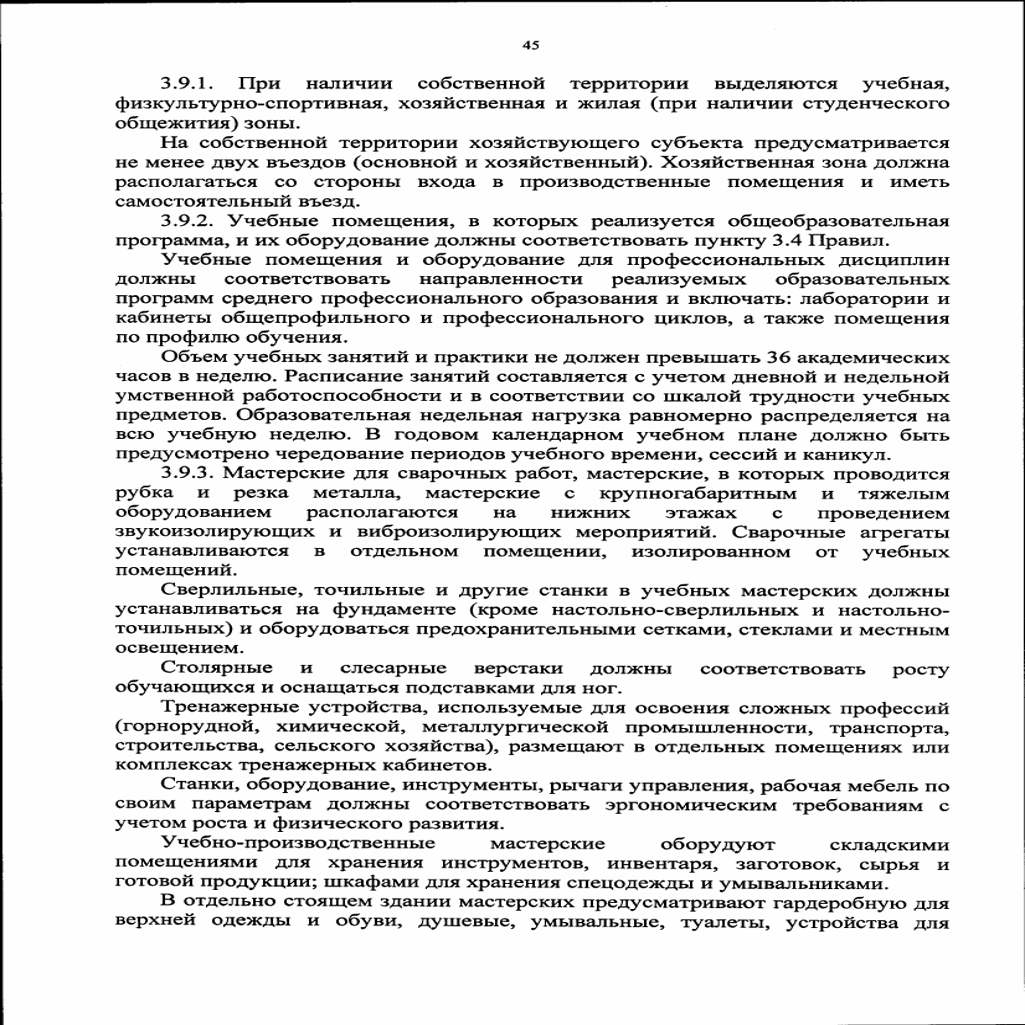 45
3.9.1. При наличии собственной территории выделяются учебная,
физкультурно-спортивная, хозяйственная и жилая (при наличии студенческого
общежития) зоны.
На собственной территории хозяйствующего субъекта предусматривается
не менее двух въездов (основной и хозяйственный). Хозяйственная зона должна
располагаться со стороны входа в производственные помещения и иметь
самостоятельный въезд.
3.9.2. Учебные помещения, в которых реализуется общеобразовательная
программа, и их оборудование должны соответствовать пункту 3.4 Правил.
Учебные помещения и оборудование для профессиональных дисциплин
должны соответствовать направленности реализуемых образовательных
программ среднего профессионального образования и включать: лаборатории и
кабинеты общепрофильного и профессионального циклов, а также помещения
по профилю обучения.
Объем учебных занятий и практики не должен превышать 36 академических
часов в неделю. Расписание занятий составляется с учетом дневной и недельной
умственной работоспособности и в соответствии со шкалой трудности учебных
предметов. Образовательная недельная нагрузка равномерно распределяется на
всю учебную неделю. В годовом календарном учебном плане должно быть
предусмотрено чередование периодов учебного времени, сессий и каникул.
3.9.3. Мастерские для сварочных работ, мастерские, в которых проводится
рубка и резка металла, мастерские с крупногабаритным и тяжелым
оборудованием располагаются на нижних этажах с проведением
звукоизолирующих и виброизолирующих мероприятий. Сварочные агрегаты
устанавливаются в отдельном помещении, изолированном от учебных
помещений.
Сверлильные, точильные и другие станки в учебных мастерских должны
устанавливаться на фундаменте (кроме настольно-сверлильных и настольно-
точильных) и оборудоваться предохранительными сетками, стеклами и местным
освещением.
Столярные и слесарные верстаки должны соответствовать росту
обучающихся и оснащаться подставками для ног.
Тренажерные устройства, используемые для освоения сложных профессий
(горнорудной, химической, металлургической промышленности, транспорта,
строительства, сельского хозяйства), размещают в отдельных помещениях или
комплексах тренажерных кабинетов.
Станки, оборудование, инструменты, рычаги управления, рабочая мебель по
своим параметрам должны соответствовать эргономическим требованиям с
учетом роста и физического развития.
Учебно-производственные мастерские оборудуют складскими
помещениями для хранения инструментов, инвентаря, заготовок, сырья и
готовой продукции; шкафами для хранения спецодежды и умывальниками.
В отдельно стоящем здании мастерских предусматривают гардеробную для
верхней одежды и обуви, душевые, умывальные, туалеты, устройства для